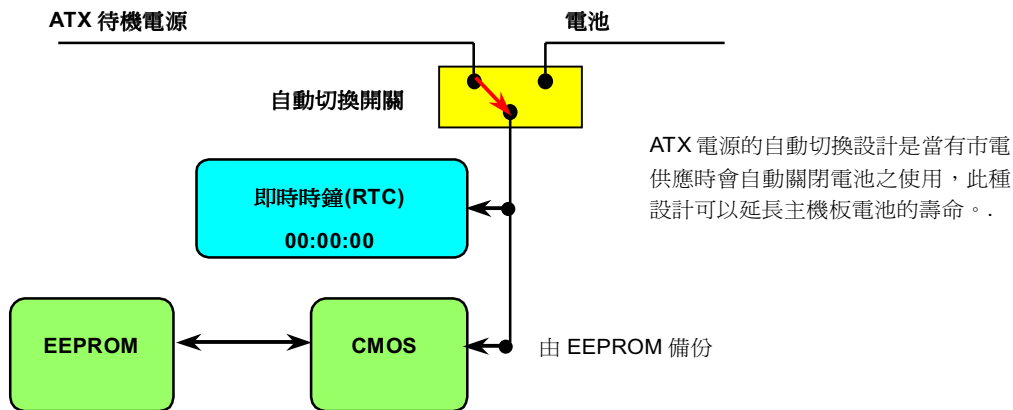 ATX 待機電源
電池
自動切換開關
ATX 電源的自動切換設計是當有市電
供應時會自動關閉電池之使用，此種
設計可以延長主機板電池的壽命。.
即時時鐘(RTC)
00:00:00
EEPROM
CMOS
由 EEPROM 備份